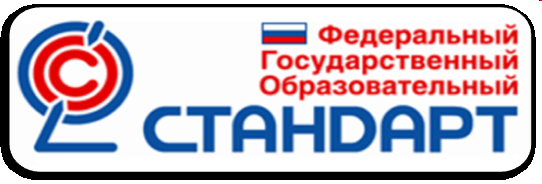 Федеральный
Государственный
Образовательный
СТАНДАРТ